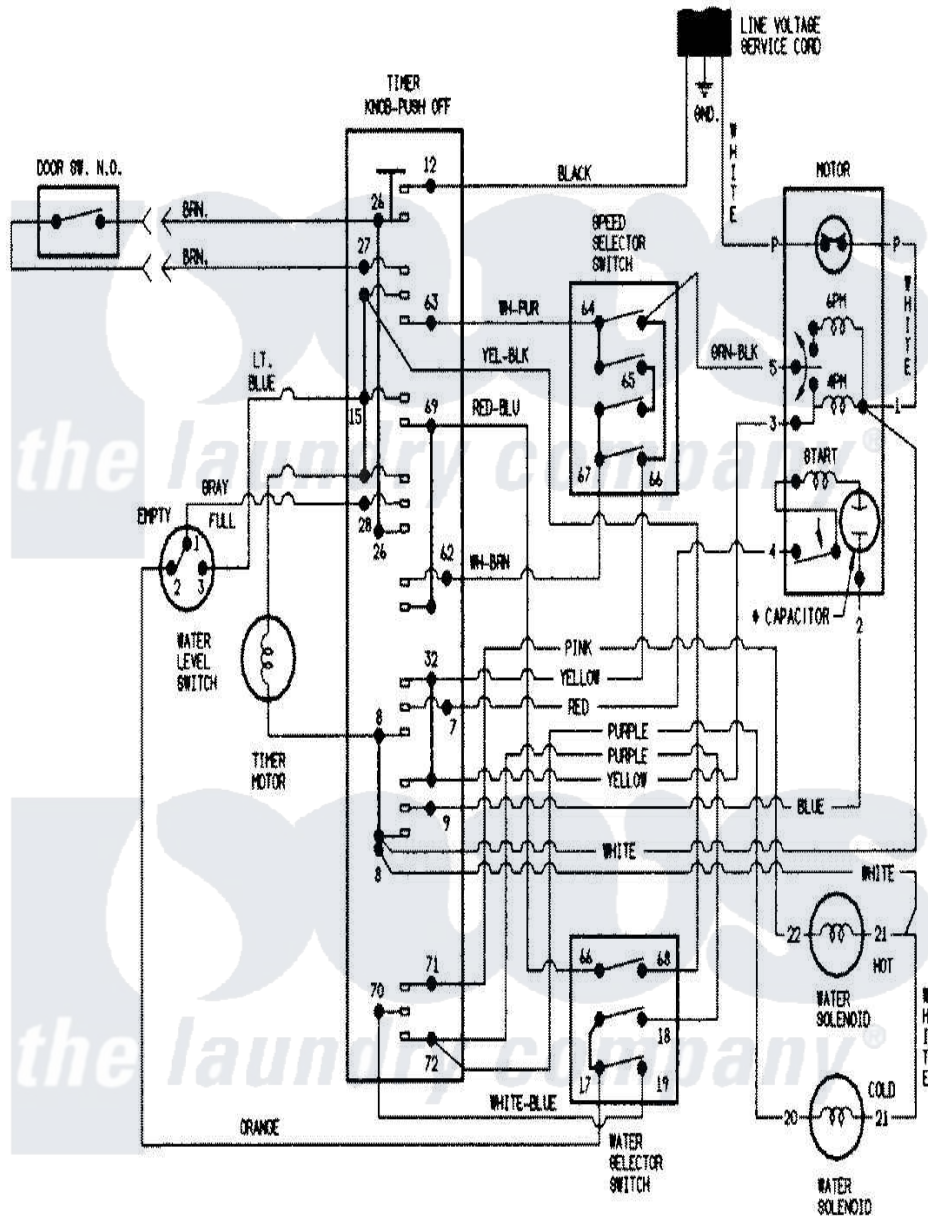 LINE VOLTAGE
SERVICE CORD
GND.
TIMER
KNOB-PUSH OFF
DOOR SW. N.O.
12
BLACK
WHITE
MOTOR
BRN.
26
SPEED
SELECTOR
SWITCH
P
P
BRN.
27
WHITE
63
WH-PUR
64
6PM
YEL-BLK
65
BRN-BLK
5
LT.
BLUE
4PM
15
69
RED-BLU
1
3
67
66
START
the laundry company®
GRAY
EMPTY
FULL
28
26
1
2
3
62
WH-BRN
4
CAPACITOR
2
WATER
LEVEL
SWITCH
PINK
32
YELLOW
RED
7
8
PURPLE
PURPLE
TIMER
MOTOR
YELLOW
9
BLUE
8
WHITE
WHITE
22
21
HOT
66
68
71
70
WATER
SOLENOID
WHITE
18
72
the laundry company®
17
19
COLD
WHITE-BLUE
20
21
ORANGE
WATER
SELECTOR
SWITCH
WATER
SOLENOID